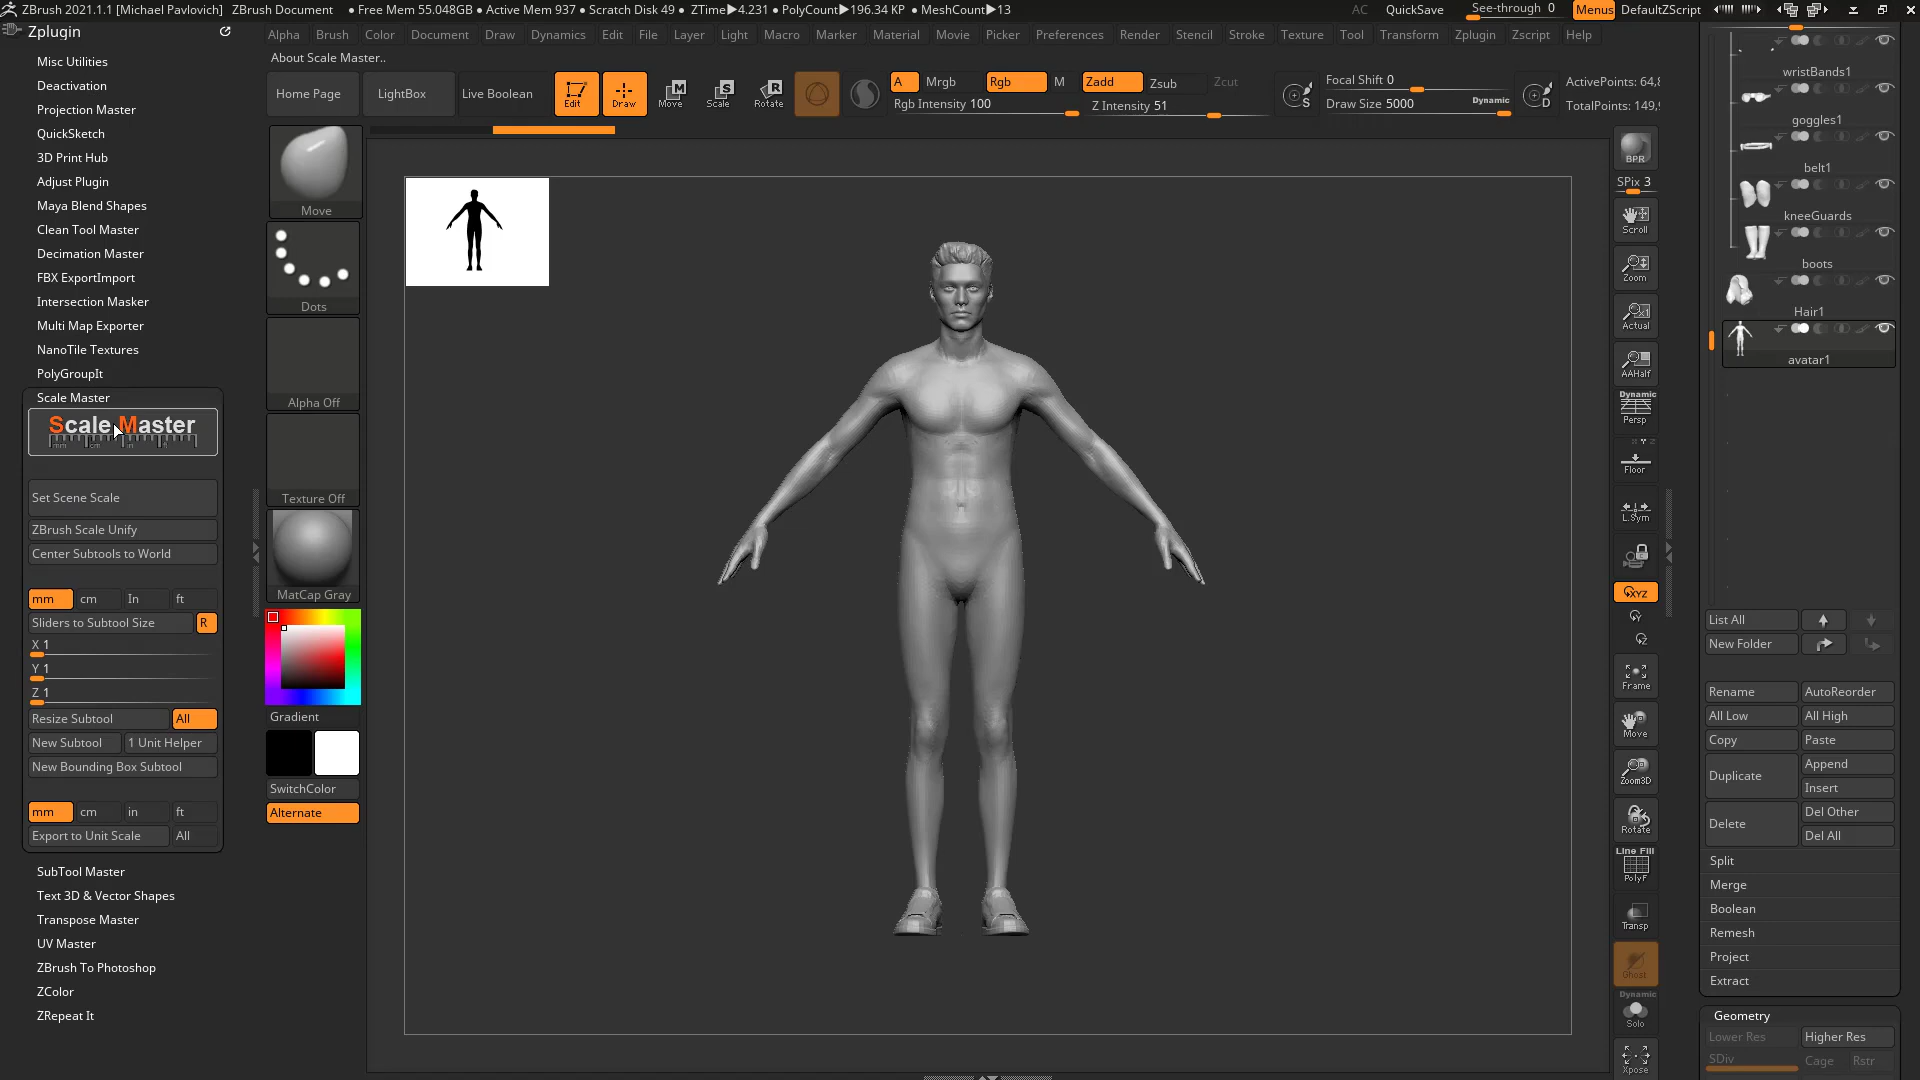 ZBrush 2021.1.1 [Michael Pavlovich] ZBrush Document • Free Mem 55.048GB • Active Mem 937 • Scratch Disk 49 • ZTime▶4.231 • PolyCount▶196.34 KP • MeshCount▶13 AC QuickSave See-through 0 Menus DefaultZScript
Zplugin
Alpha Brush Color Document Draw Dynamics Edit File Layer Light Macro Marker Material Movie Picker Preferences Render Stencil Stroke Texture Tool Transform Zplugin Zscript Help
About Scale Master..
Home Page LightBox Live Boolean Edit Draw Move Scale Rotate
A Mrgb Rgb M Zadd Zsub Zcut
Rgb Intensity 100 Z Intensity 51
Focal Shift 0
Draw Size 5000 Dynamic
ActivePoints: 64,8
TotalPoints: 149,9
Misc Utilities
Deactivation
Projection Master
QuickSketch
3D Print Hub
Adjust Plugin
Maya Blend Shapes
Clean Tool Master
Decimation Master
FBX ExportImport
Intersection Masker
Multi Map Exporter
NanoTile Textures
PolyGroupIt
Scale Master
Scale Master
mm cm in
Set Scene Scale
ZBrush Scale Unify
Center Subtools to World
mm cm In ft
Sliders to Subtool Size R
X 1
Y 1
Z 1
Resize Subtool All
New Subtool 1 Unit Helper
New Bounding Box Subtool
mm cm in ft
Export to Unit Scale All
SubTool Master
Text 3D & Vector Shapes
Transpose Master
UV Master
ZBrush To Photoshop
ZColor
ZRepeat It
Move
Dots
Alpha Off
Texture Off
MatCap Gray
Gradient
SwitchColor
Alternate
BPR
SPix 3
Scroll
Zoom
Actual
AAHalf
Dynamic
Persp
Floor
L.Sym
XYZ
Frame
Move
Zoom3D
Rotate
Line Fill
PolyF
Transp
Ghost
Dynamic
Solo
Xpose
wristBands1
goggles1
belt1
kneeGuards
boots
Hair1
avatar1
List All
New Folder
Rename AutoReorder
All Low All High
Copy Paste
Duplicate Append
Insert
Delete Del Other
Del All
Split
Merge
Boolean
Remesh
Project
Extract
Geometry
Lower Res Higher Res
SDiv Cage Rstr